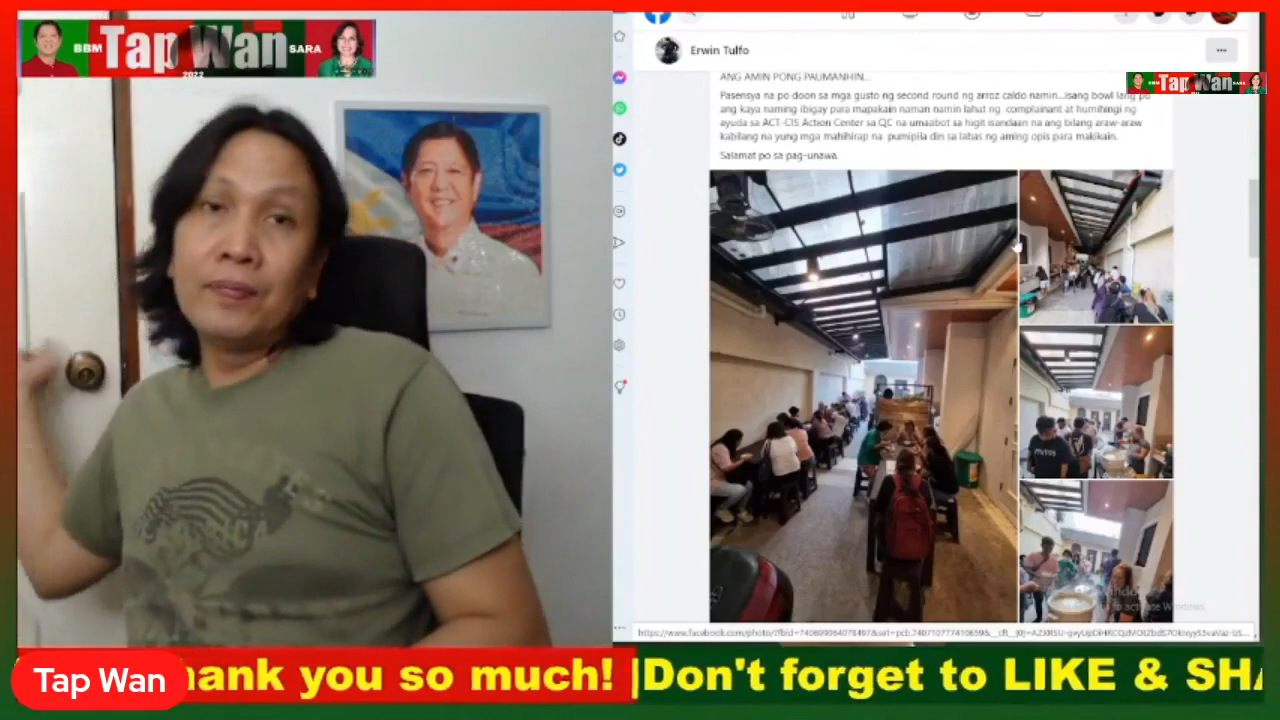 BBM Tap Wan SARA
2022
Erwin Tulfo
Tap Wan
ANG AMIN PONG PAUMANHIN...
Pasensya na po doon sa mga gusto ng second round ng arroz caldo namin...isang bowl lang po
ang kaya naming ibigay para mapakain naman namin lahat ng complainant at humihingi ng
ayuda sa ACT-CIS Action Center sa QC na umaabot sa higit isandaan na ang bilang araw-araw
kabilang na yung mga mahihirap na pumipila din sa labas ng aming opis para makikain.
Salamat po sa pag-unawa.
Tap Wan
hank you so much! |Don't forget to LIKE & SHA